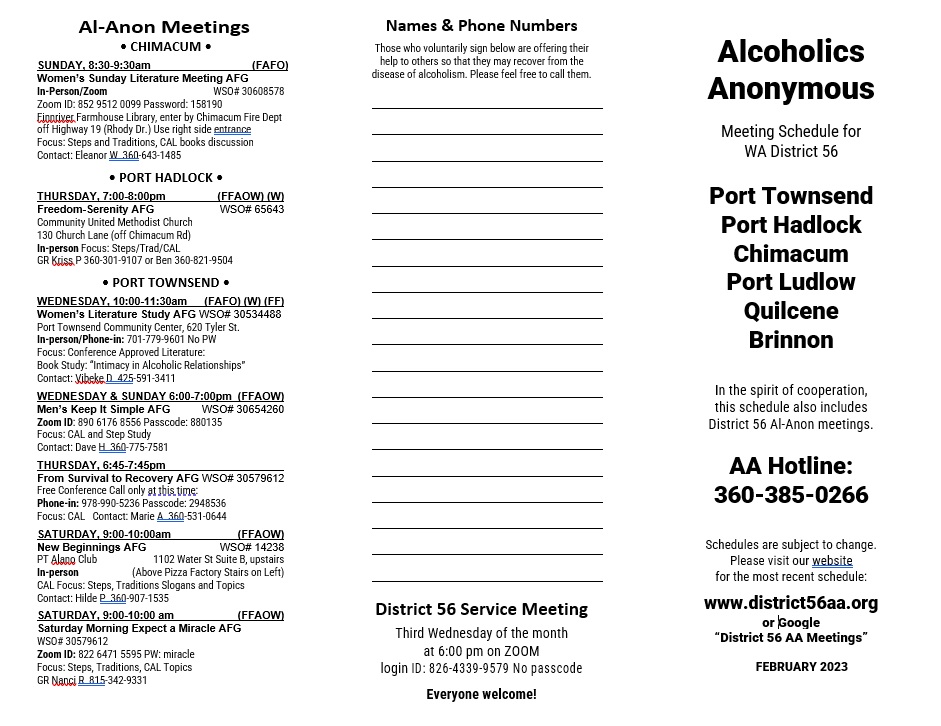 Al-Anon Meetings
• CHIMACUM •
SUNDAY, 8:30-9:30am (FAFO)
Women's Sunday Literature Meeting AFG
In-Person/Zoom WSO# 30608578
Zoom ID: 852 9512 0099 Password: 158190
Finnriver Farmhouse Library, enter by Chimacum Fire Dept
off Highway 19 (Rhody Dr.) Use right side entrance
Focus: Steps and Traditions, CAL books discussion
Contact: Eleanor W 360-643-1485
• PORT HADLOCK •
THURSDAY, 7:00-8:00pm (FFAOW) (W)
Freedom-Serenity AFG WSO# 65643
Community United Methodist Church
130 Church Lane (off Chimacum Rd)
In-person Focus: Steps/Trad/CAL
GR Kriss P 360-301-9107 or Ben 360-821-9504
• PORT TOWNSEND •
WEDNESDAY, 10:00-11:30am (FAFO) (W) (FF)
Women's Literature Study AFG WSO# 30534488
Port Townsend Community Center, 620 Tyler St.
In-person/Phone-in: 701-779-9601 No PW
Focus: Conference Approved Literature:
Book Study: "Intimacy in Alcoholic Relationships"
Contact: Vibeke D 425-591-3411
WEDNESDAY & SUNDAY 6:00-7:00pm (FFAOW)
Men's Keep It Simple AFG WSO# 30654260
Zoom ID: 890 6176 8556 Passcode: 880135
Focus: CAL and Step Study
Contact: Dave H 360-775-7581
THURSDAY, 6:45-7:45pm
From Survival to Recovery AFG WSO# 30579612
Free Conference Call only at this time:
Phone-in: 978-990-5236 Passcode: 2948536
Focus: CAL Contact: Marie A 360-531-0644
SATURDAY, 9:00-10:00am (FFAOW)
New Beginnings AFG WSO# 14238
PT Alano Club 1102 Water St Suite B, upstairs
In-person (Above Pizza Factory Stairs on Left)
CAL Focus: Steps, Traditions Slogans and Topics
Contact: Hilde P 360-907-1535
SATURDAY, 9:00-10:00 am (FFAOW)
Saturday Morning Expect a Miracle AFG
WSO# 30579612
Zoom ID: 822 6471 5595 PW: miracle
Focus: Steps, Traditions, CAL Topics
GR Nanci R 815-342-9331
Names & Phone Numbers
Those who voluntarily sign below are offering their
help to others so that they may recover from the
disease of alcoholism. Please feel free to call them.
District 56 Service Meeting
Third Wednesday of the month
at 6:00 pm on ZOOM
login ID: 826-4339-9579 No passcode
Everyone welcome!
Alcoholics
Anonymous
Meeting Schedule for
WA District 56
Port Townsend
Port Hadlock
Chimacum
Port Ludlow
Quilcene
Brinnon
In the spirit of cooperation,
this schedule also includes
District 56 Al-Anon meetings.
AA Hotline:
360-385-0266
Schedules are subject to change.
Please visit our website
for the most recent schedule:
www.district56aa.org
or Google
"District 56 AA Meetings"
FEBRUARY 2023